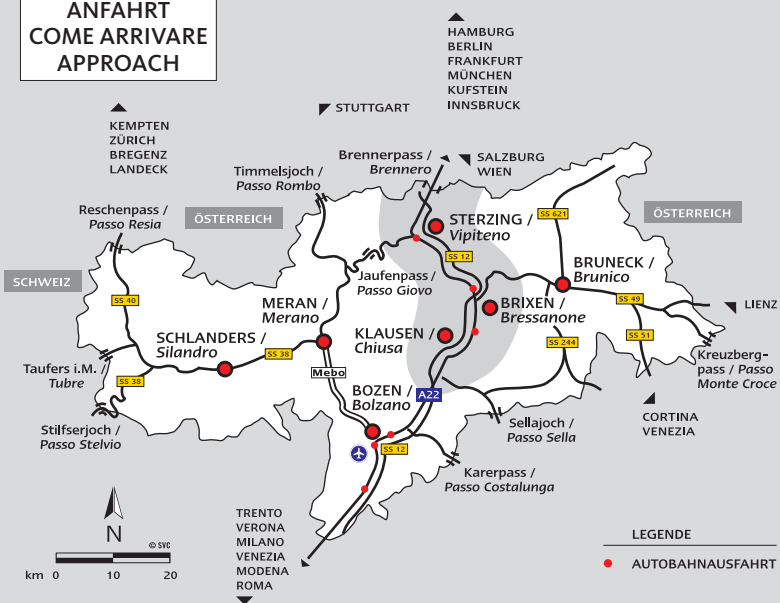 ANFAHRT
COME ARRIVARE
APPROACH
HAMBURG
BERLIN
FRANKFURT
MÜNCHEN
KUFSTEIN
INNSBRUCK
STUTTGART
KEMPTEN
ZÜRICH
BREGENZ
LANDECK
Brennerpass /
Brennero
SALZBURG
WIEN
Timmelsjoch /
Passo Rombo
Reschenpass /
Passo Resia
ÖSTERREICH
STERZING /
Vipiteno
SS 621
ÖSTERREICH
SS 12
SCHWEIZ
Jaufenpass /
Passo Giovo
BRUNECK /
Brunico
SS 40
MERAN /
Merano
BRIXEN /
Bressanone
SS 49
LIENZ
SCHLANDERS /
Silandro
SS 38
KLAUSEN /
Chiusa
SS 244
SS 51
Kreuzberg-
pass / Passo
Monte Croce
Taufers i.M. /
Tubre
SS 38
Mebo
BOZEN /
Bolzano
A22
Stilfserjoch /
Passo Stelvio
Sellajoch /
Passo Sella
CORTINA
VENEZIA
SS 12
Karerpass /
Passo Costalunga
TRENTO
VERONA
MILANO
VENEZIA
MODENA
ROMA
N
© SVC
km 0 10 20
LEGENDE
AUTOBAHNAUSFAHRT